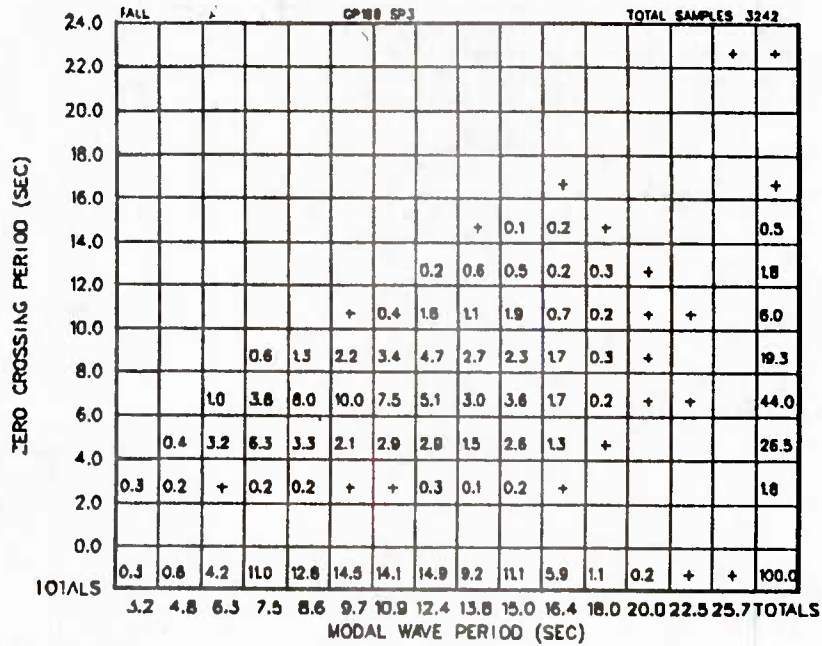 FALL GP188 SP3 TOTAL SAMPLES 3242
24.0
+ +
22.0
20.0
18.0
+ +
16.0
+ 0.1 0.2 + 0.5
14.0
0.2 0.6 0.5 0.2 0.3 + 1.8
12.0
+ 0.4 1.8 1.1 1.9 0.7 0.2 + + 6.0
10.0
0.6 1.3 2.2 3.4 4.7 2.7 2.3 1.7 0.3 + 19.3
8.0
1.0 3.8 8.0 10.0 7.5 5.1 3.0 3.6 1.7 0.2 + + 44.0
6.0
0.4 3.2 6.3 3.3 2.1 2.9 2.8 1.5 2.6 1.3 + 26.5
4.0
0.3 0.2 + 0.2 0.2 + + 0.3 0.1 0.2 + 1.8
2.0
0.0
0.3 0.6 4.2 11.0 12.8 14.5 14.1 14.9 9.2 11.1 5.9 1.1 0.2 + + 100.0
TOTALS
3.2 4.8 6.3 7.5 8.6 9.7 10.9 12.4 13.8 15.0 16.4 18.0 20.0 22.5 25.7 TOTALS
MODAL WAVE PERIOD (SEC)
ZERO CROSSING PERIOD (SEC)